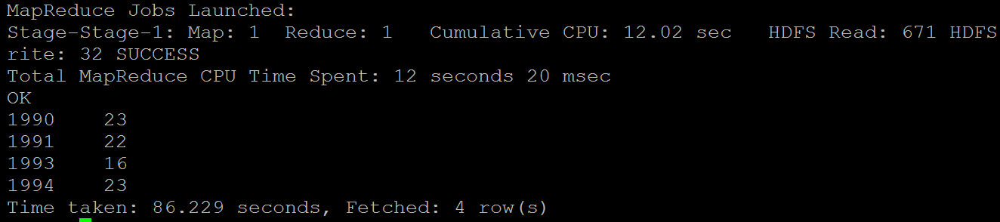 MapReduce Jobs Launched:
Stage-Stage-1: Map: 1  Reduce: 1   Cumulative CPU: 12.02 sec   HDFS Read: 671 HDFS
rite: 32 SUCCESS
Total MapReduce CPU Time Spent: 12 seconds 20 msec
OK
1990    23
1991    22
1993    16
1994    23
Time taken: 86.229 seconds, Fetched: 4 row(s)